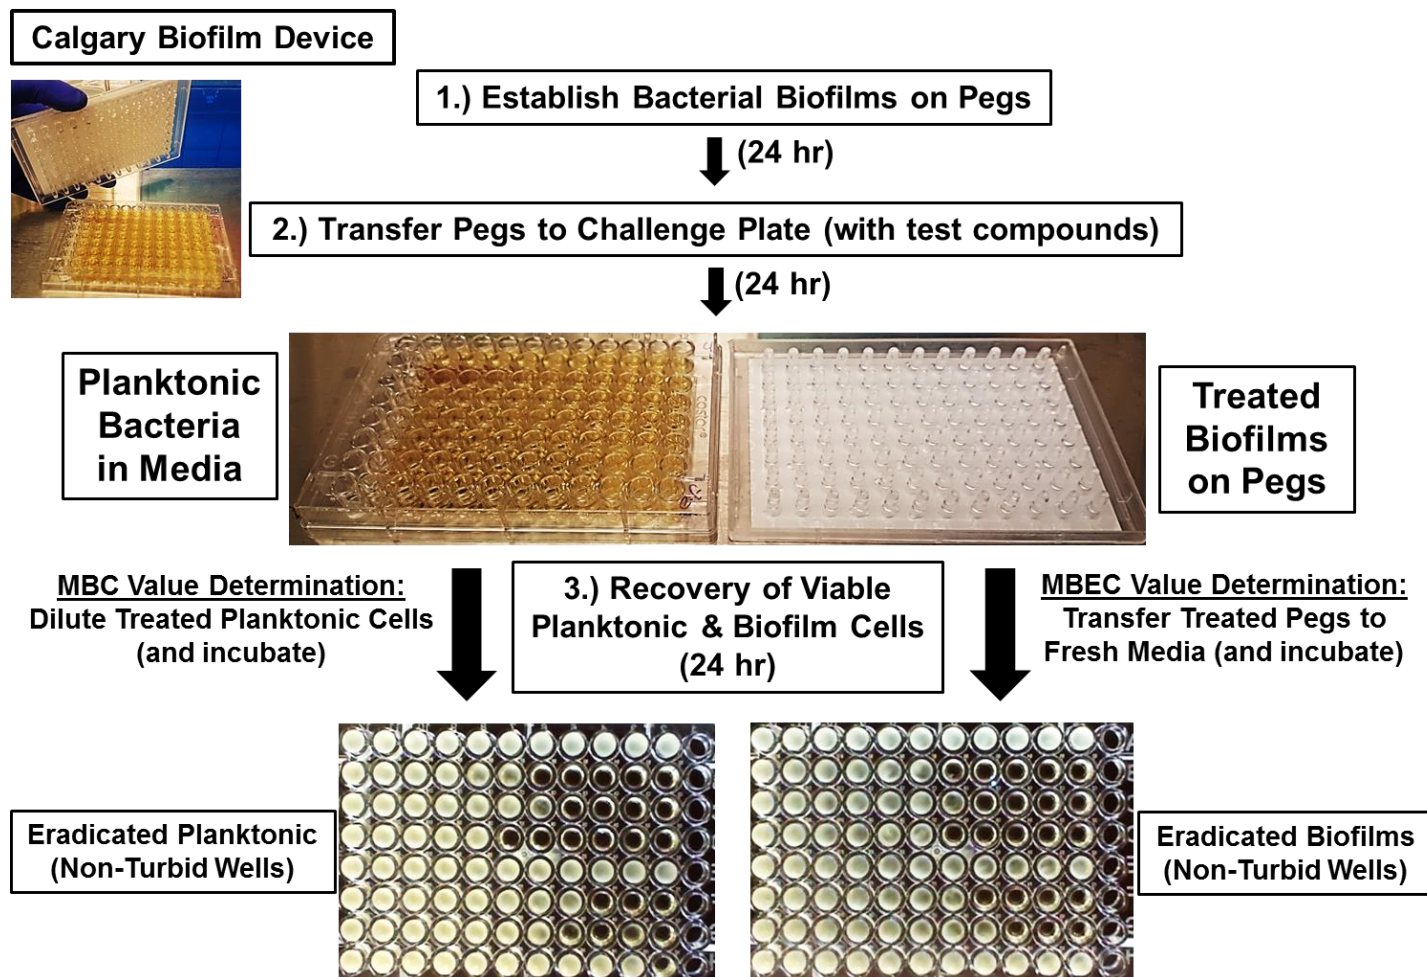 Calgary Biofilm Device
1.) Establish Bacterial Biofilms on Pegs
(24 hr)
2.) Transfer Pegs to Challenge Plate (with test compounds)
(24 hr)
Planktonic
Bacteria
in Media
Treated
Biofilms
on Pegs
MBC Value Determination:
Dilute Treated Planktonic Cells
(and incubate)
3.) Recovery of Viable
Planktonic & Biofilm Cells
(24 hr)
MBEC Value Determination:
Transfer Treated Pegs to
Fresh Media (and incubate)
Eradicated Planktonic
(Non-Turbid Wells)
Eradicated Biofilms
(Non-Turbid Wells)